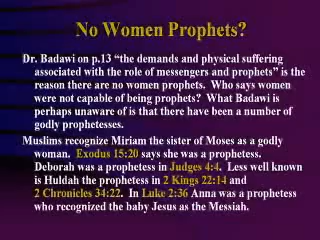 No Women Prophets?
Dr. Badawi on p.13 “the demands and physical suffering
associated with the role of messengers and prophets” is the
reason there are no women prophets.  Who says women
were not capable of being prophets?  What Badawi is
perhaps unaware of is that there have been a number of
godly prophetesses.
Muslims recognize Miriam the sister of Moses as a godly
woman.  Exodus 15:20 says she was a prophetess.
Deborah was a prophetess in Judges 4:4.  Less well known
is Huldah the prophetess in 2 Kings 22:14 and
2 Chronicles 34:22.  In Luke 2:36 Anna was a prophetess
who recognized the baby Jesus as the Messiah.